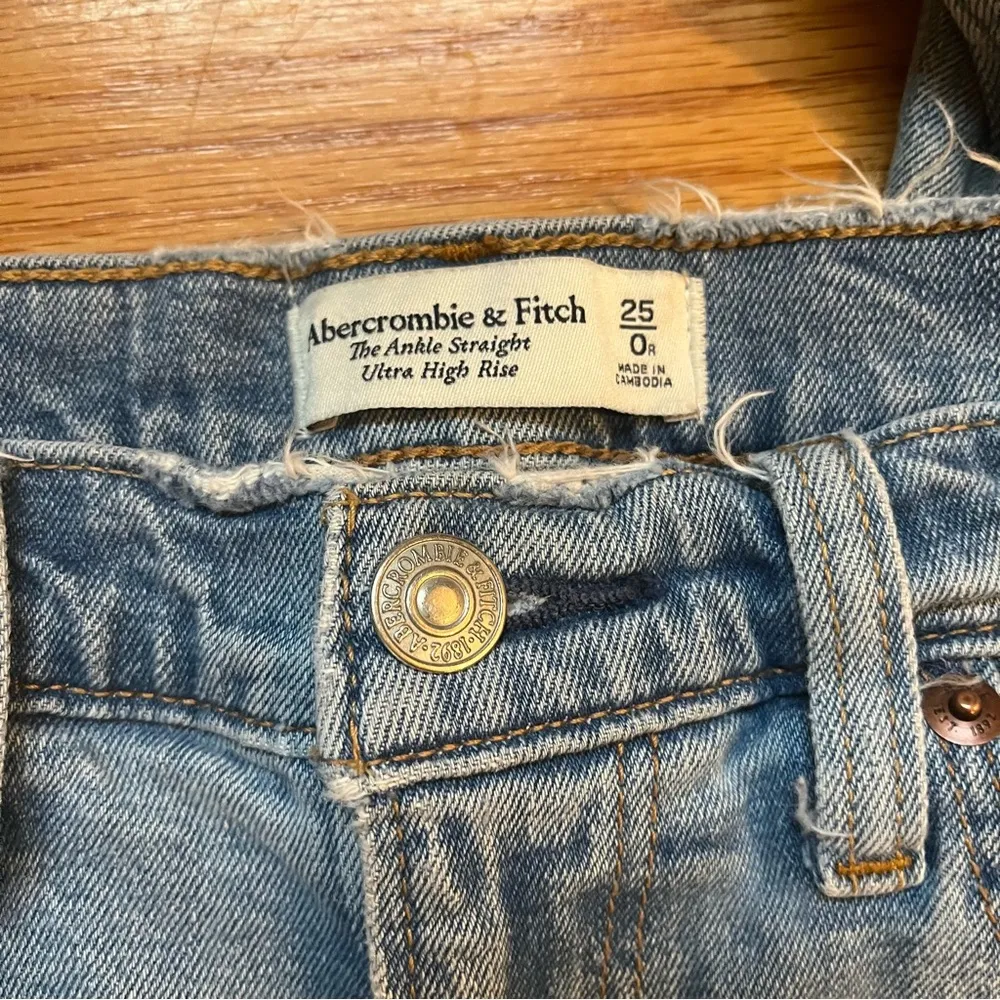 Abercrombie & Fitch
The Ankle Straight
Ultra High Rise
25
0R
MADE IN
CAMBODIA
ABERCROMBIE & FITCH · 1892 ·
EST. 1892